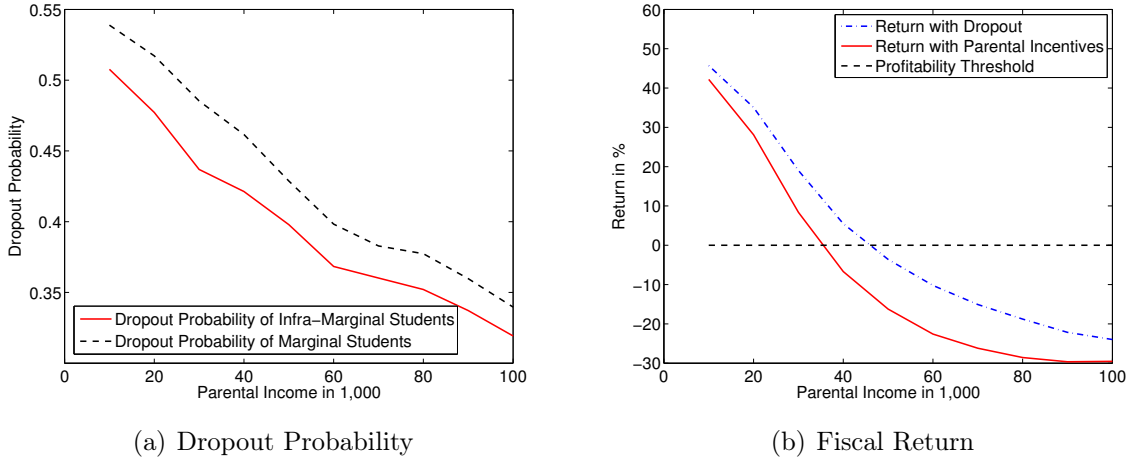 0.55
0.5
0.45
0.4
0.35
Dropout Probability
Dropout Probability of Infra−Marginal Students
Dropout Probability of Marginal Students
0 20 40 60 80 100
Parental Income in 1,000
(a) Dropout Probability
60
50
40
30
20
10
0
−10
−20
−30
Return in %
Return with Dropout
Return with Parental Incentives
Profitability Threshold
0 20 40 60 80 100
Parental Income in 1,000
(b) Fiscal Return